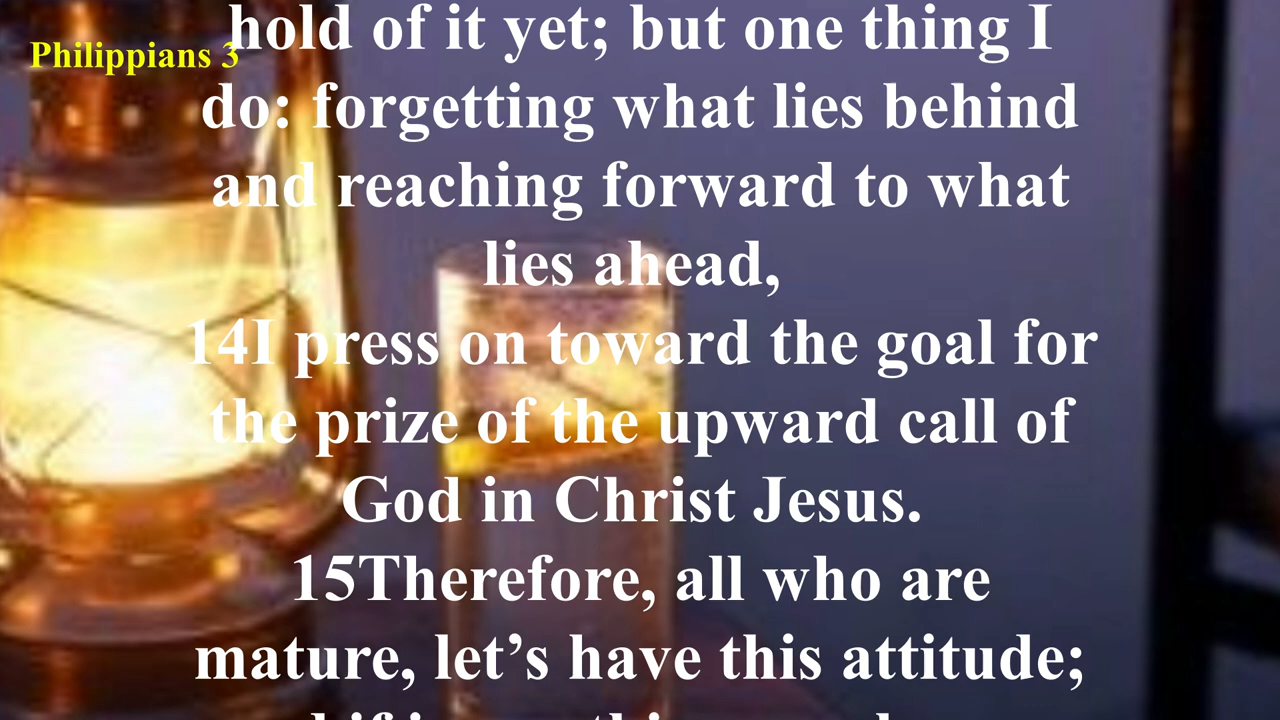 Philippians 3
hold of it yet; but one thing I
do: forgetting what lies behind
and reaching forward to what
lies ahead,
14I press on toward the goal for
the prize of the upward call of
God in Christ Jesus.
15Therefore, all who are
mature, let’s have this attitude;